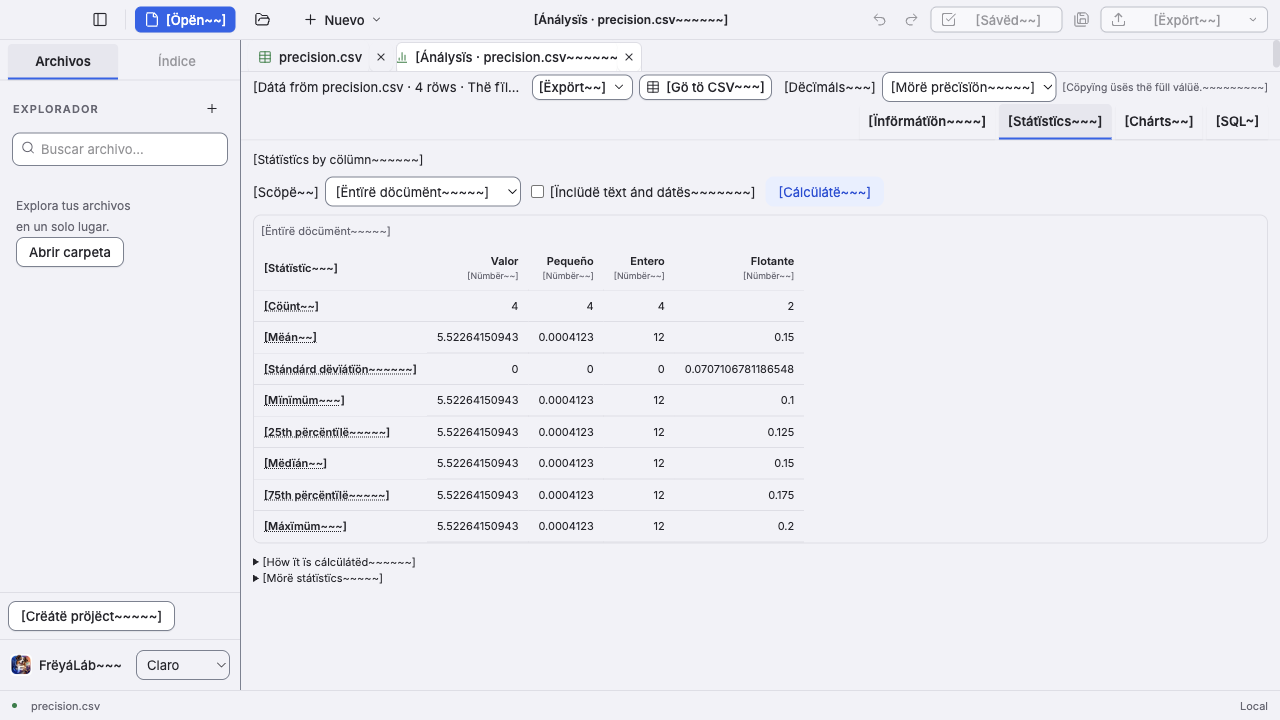 [Öpën~~]
Nuevo
[Ánálysïs · precision.csv~~~~~~]
[Sávëd~~]
[Ëxpört~~]
Archivos
Índice
EXPLORADOR
Buscar archivo...
Explora tus archivos
en un solo lugar.
Abrir carpeta
[Crëátë pröjëct~~~~~]
FrëyáLáb~~~
Claro
precision.csv
[Ánálysïs · precision.csv~~~~~~
[Dátá fröm precision.csv · 4 röws · Thë fïl...
[Ëxpört~~]
[Gö tö CSV~~~]
[Dëcïmáls~~~]
[Mörë prëcïsïön~~~~~]
[Cöpyïng üsës thë füll válüë.~~~~~~~~~]
[Ïnförmátïön~~~~]
[Státïstïcs~~~]
[Chárts~~]
[SQL~]
[Státïstïcs by cölümn~~~~~~]
[Scöpë~~]
[Ëntïrë döcümënt~~~~~]
[Ïnclüdë tëxt ánd dátës~~~~~~~]
[Cálcülátë~~~]
[Ëntïrë döcümënt~~~~~]
[Státïstïc~~~] Valor Pequeño Entero Flotante
[Nümbër~~] [Nümbër~~] [Nümbër~~] [Nümbër~~]
[Cöünt~~] 4 4 4 2
[Mëán~~] 5.52264150943 0.0004123 12 0.15
[Stándárd dëvïátïön~~~~~~] 0 0 0 0.0707106781186548
[Mïnïmüm~~~] 5.52264150943 0.0004123 12 0.1
[25th përcëntïlë~~~~~] 5.52264150943 0.0004123 12 0.125
[Mëdïán~~] 5.52264150943 0.0004123 12 0.15
[75th përcëntïlë~~~~~] 5.52264150943 0.0004123 12 0.175
[Máxïmüm~~~] 5.52264150943 0.0004123 12 0.2
[Höw ït ïs cálcülátëd~~~~~~]
[Mörë státïstïcs~~~~~]
precision.csv
Local